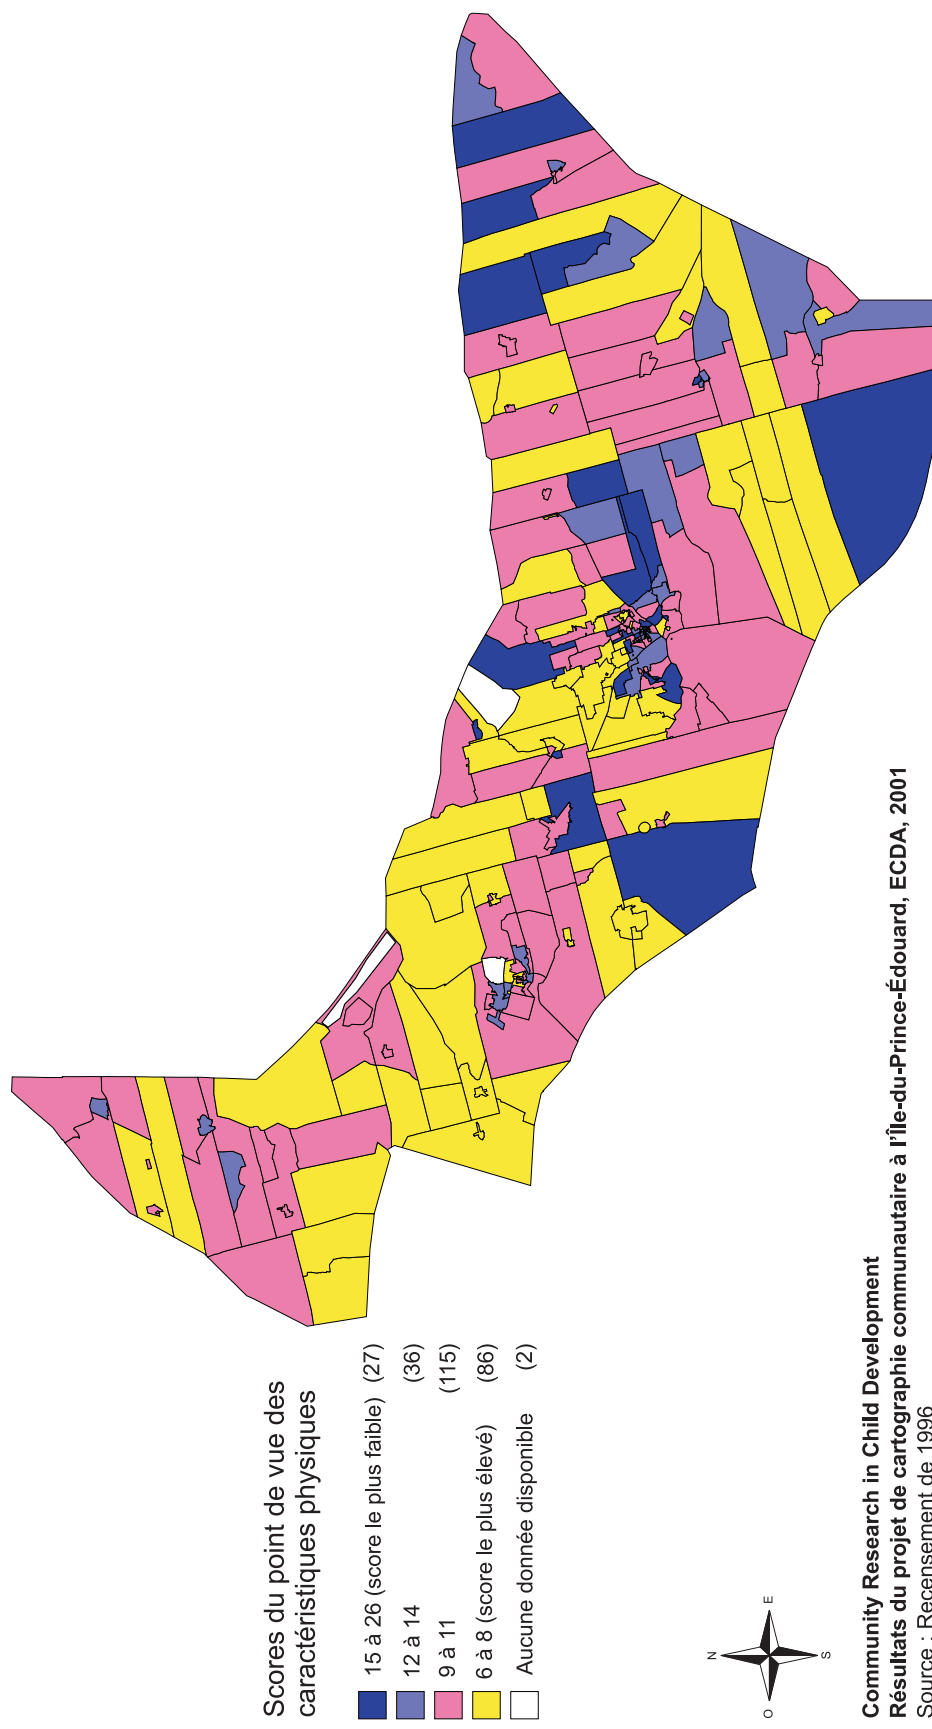 Scores du point de vue des
caractéristiques physiques
15 à 26 (score le plus faible) (27)
12 à 14 (36)
9 à 11 (115)
6 à 8 (score le plus élevé) (86)
Aucune donnée disponible (2)
N
O
E
S
Community Research in Child Development
Résultats du projet de cartographie communautaire à l'Île-du-Prince-Édouard, ECDA, 2001
Source : Recensement de 1996